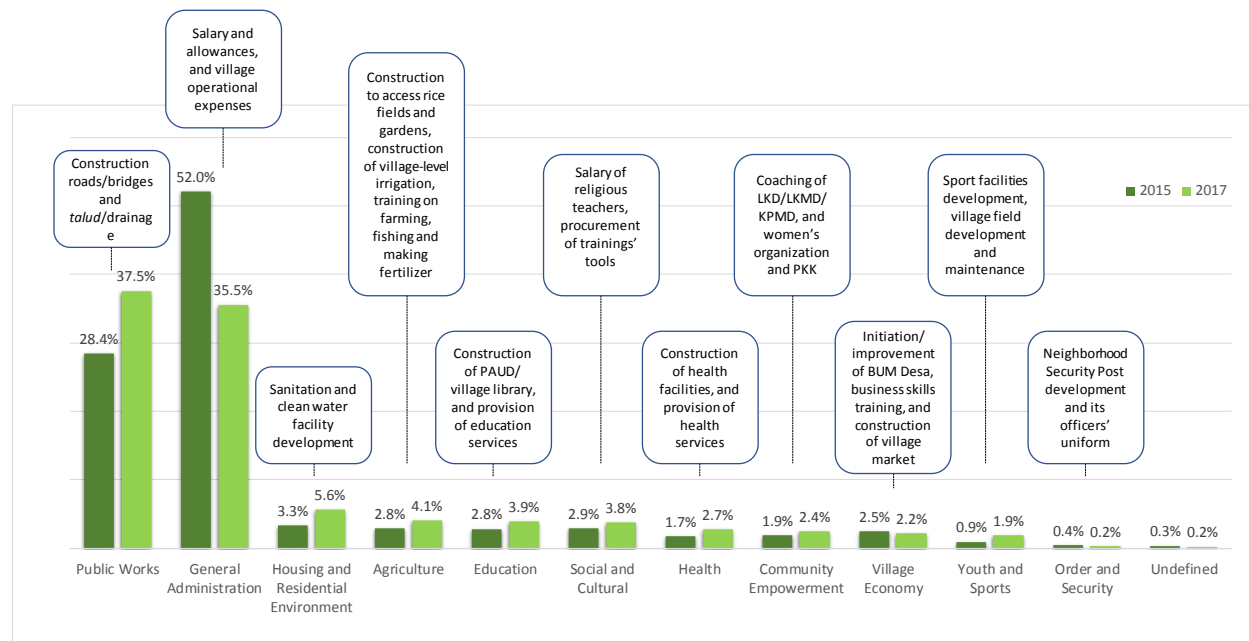 Salary and
allowances,
and village
operational
expenses
Construction
roads/bridges
and
talud/drainag
e
Construction
to access rice
fields and
gardens,
construction
of village-level
irrigation,
training on
farming,
fishing and
making
fertilizer
Salary of
religious
teachers,
procurement
of trainings’
tools
Coaching of
LKD/LKMD/
KPMD, and
women’s
organization
and PKK
Sport facilities
development,
village field
development
and
maintenance
2015 2017
Sanitation and
clean water
facility
development
Construction
of PAUD/
village library,
and provision
of education
services
Construction
of health
facilities, and
provision of
health
services
Initiation/
improvement
of BUM Desa,
business skills
training, and
construction
of village
market
Neighborhood
Security Post
development
and its
officers’
uniform
28.4% 37.5%
52.0% 35.5%
3.3% 5.6%
2.8% 4.1%
2.8% 3.9%
2.9% 3.8%
1.7% 2.7%
1.9% 2.4%
2.5% 2.2%
0.9% 1.9%
0.4% 0.2%
0.3% 0.2%
Public Works
General
Administration
Housing and
Residential
Environment
Agriculture
Education
Social and
Cultural
Health
Community
Empowerment
Village
Economy
Youth and
Sports
Order and
Security
Undefined